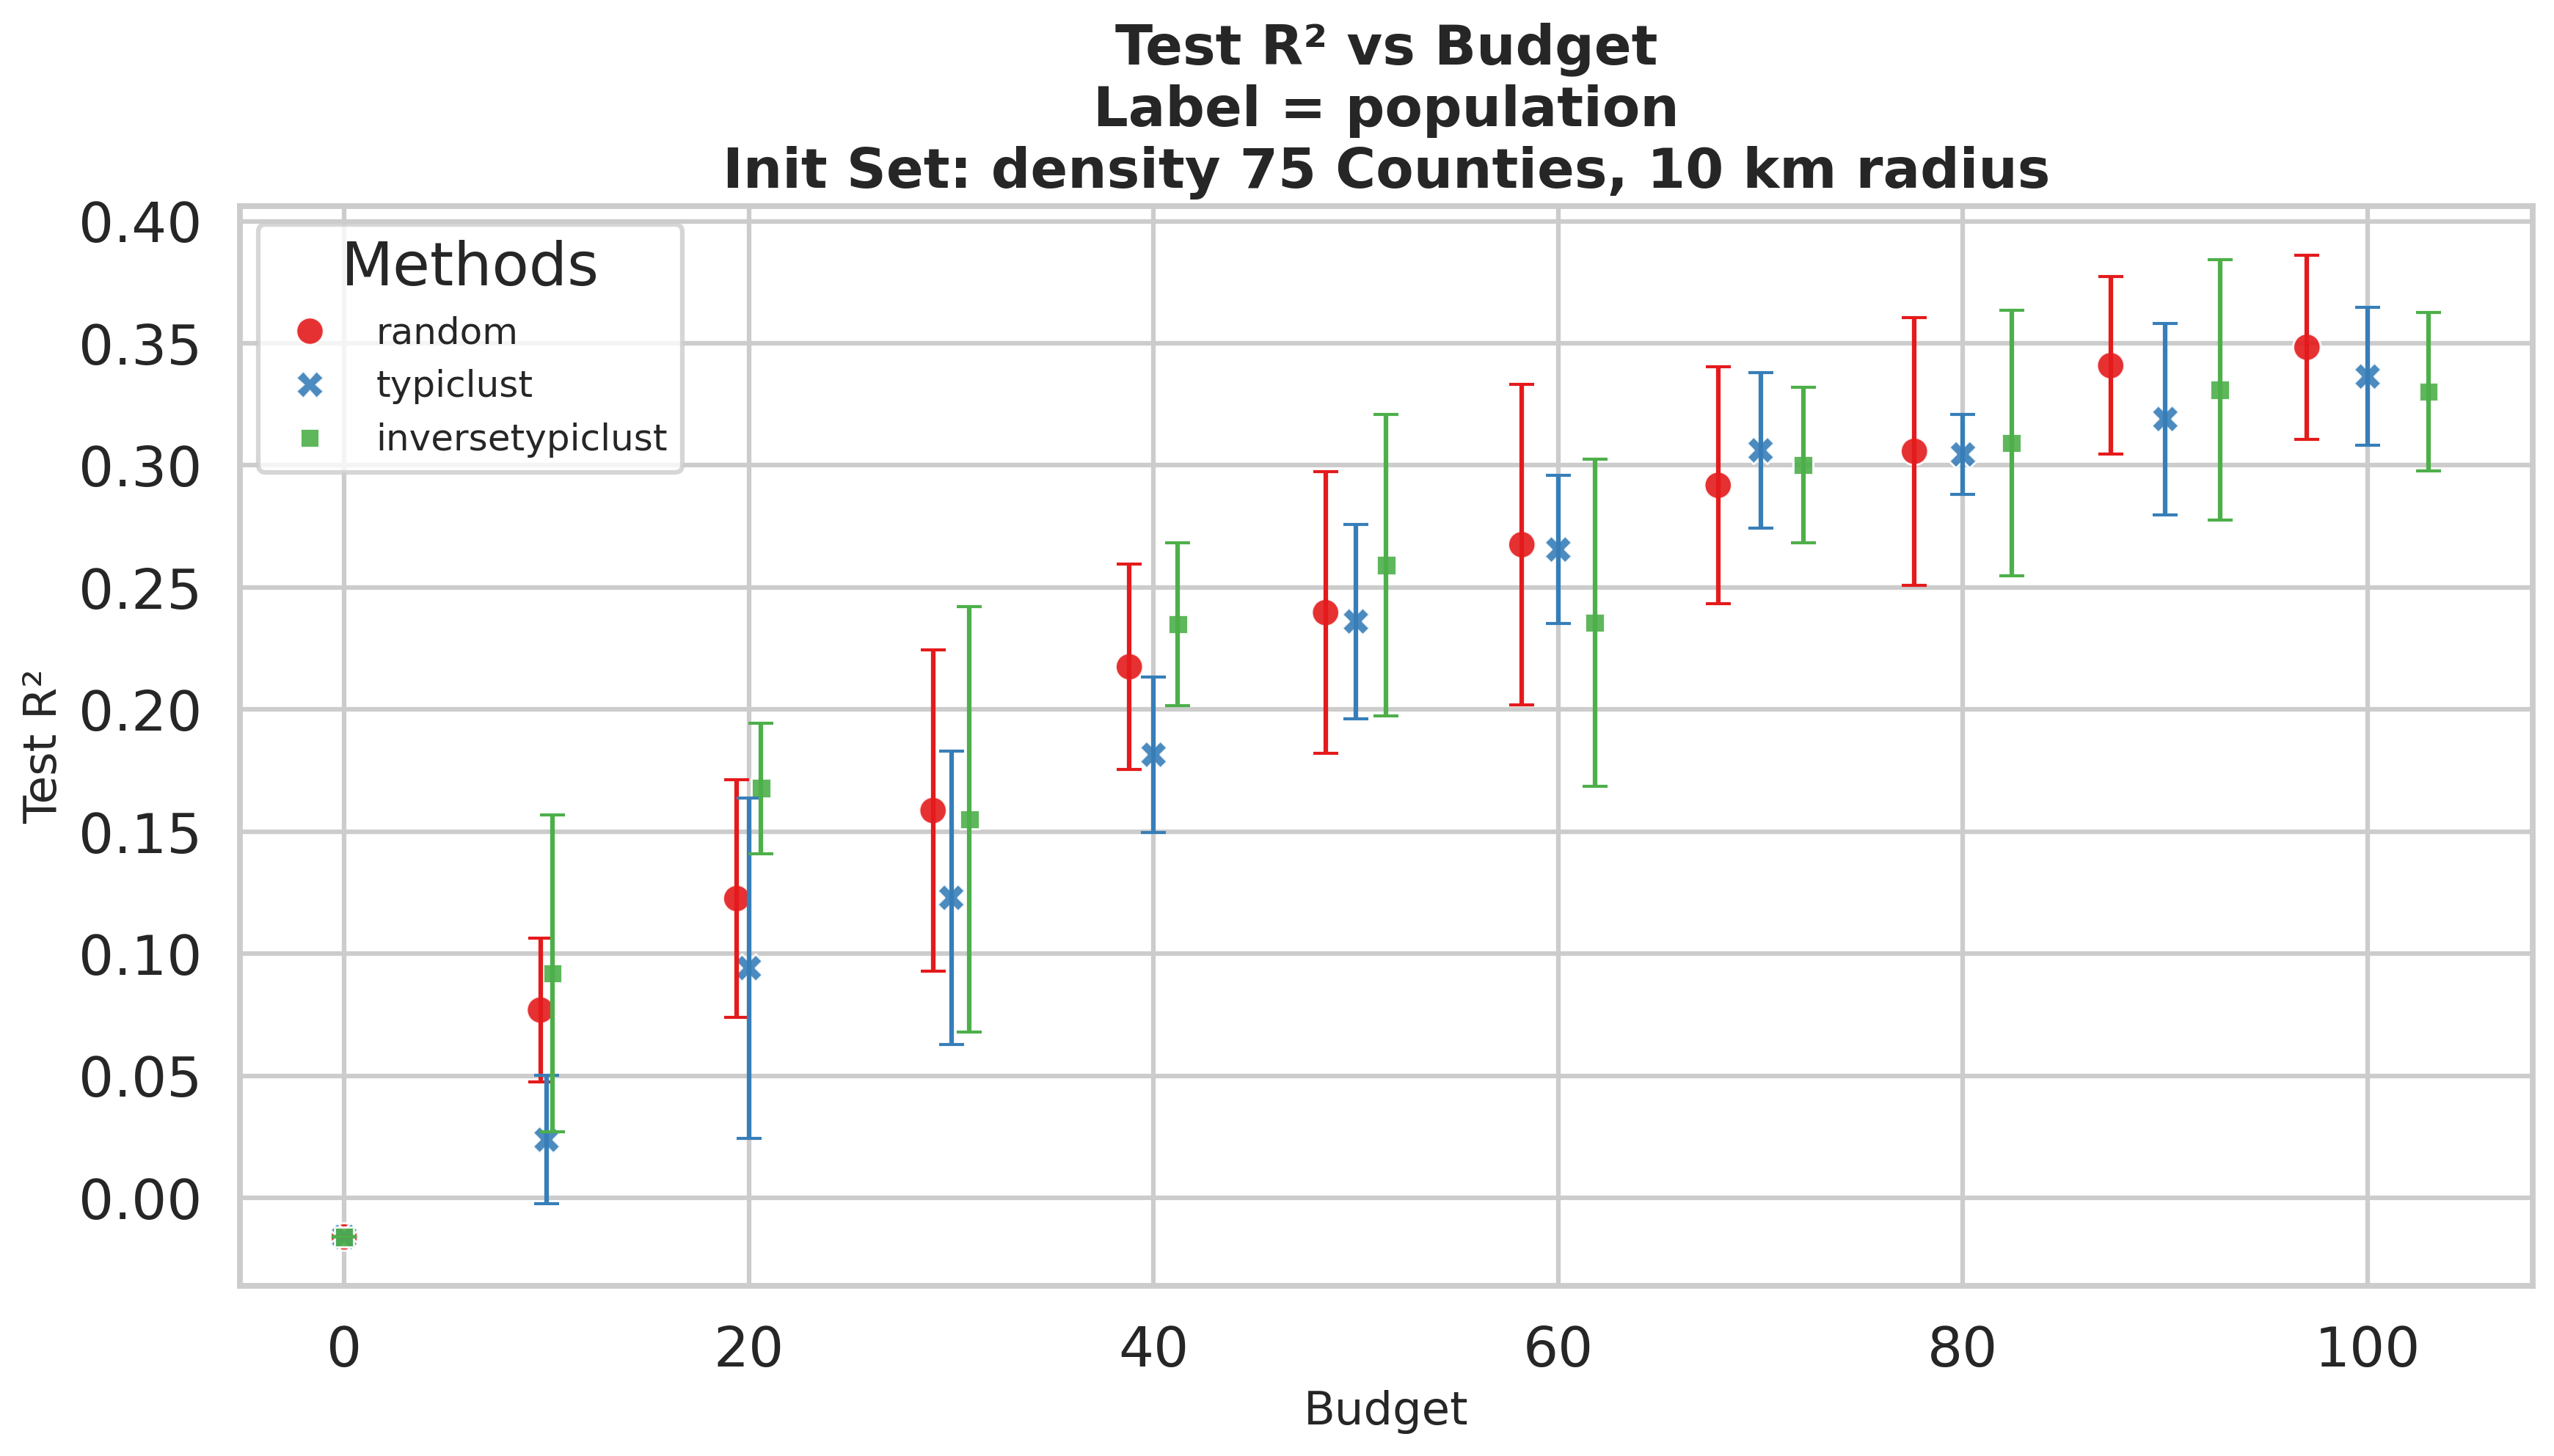 Test R² vs Budget
Label = population
Init Set: density 75 Counties, 10 km radius
Methods
random
typiclust
inversetypiclust
Test R²
0.40
0.35
0.30
0.25
0.20
0.15
0.10
0.05
0.00
0 20 40 60 80 100
Budget